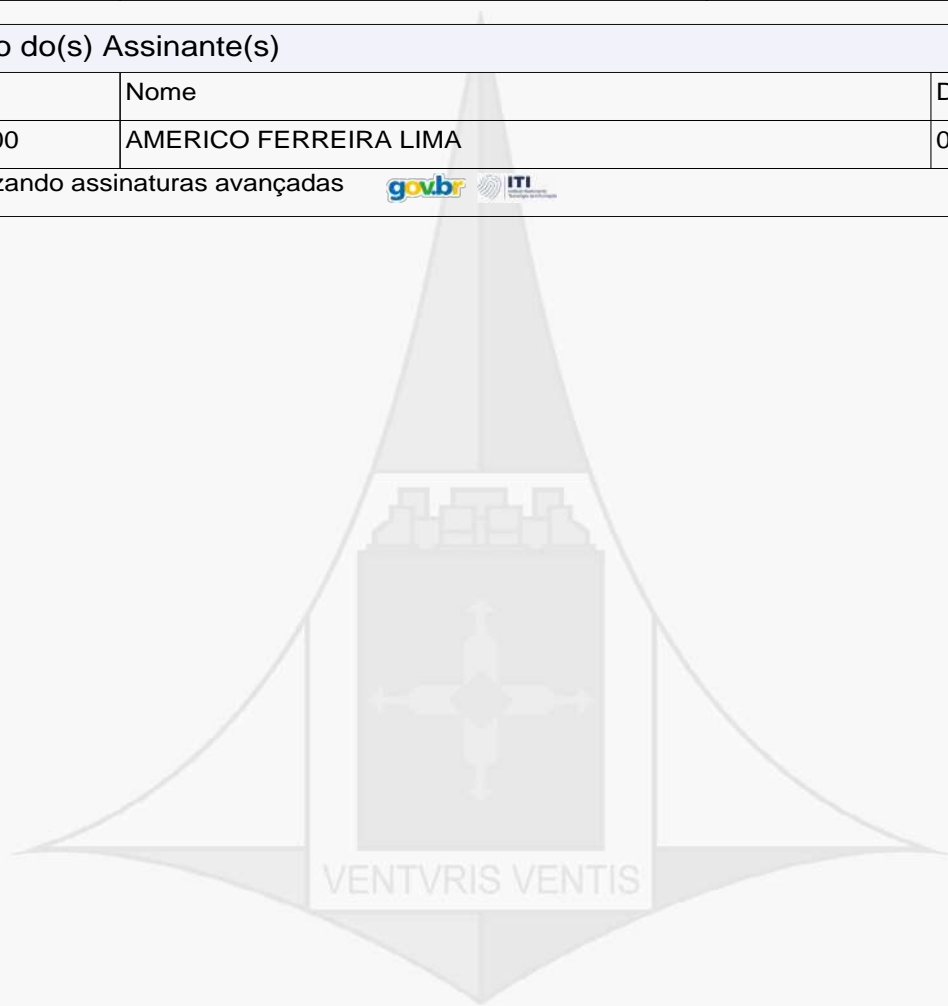 o do(s) Assinante(s)
Nome D
00 AMERICO FERREIRA LIMA 0
zando assinaturas avançadas gov.br ITI
VENTVRIS VENTIS